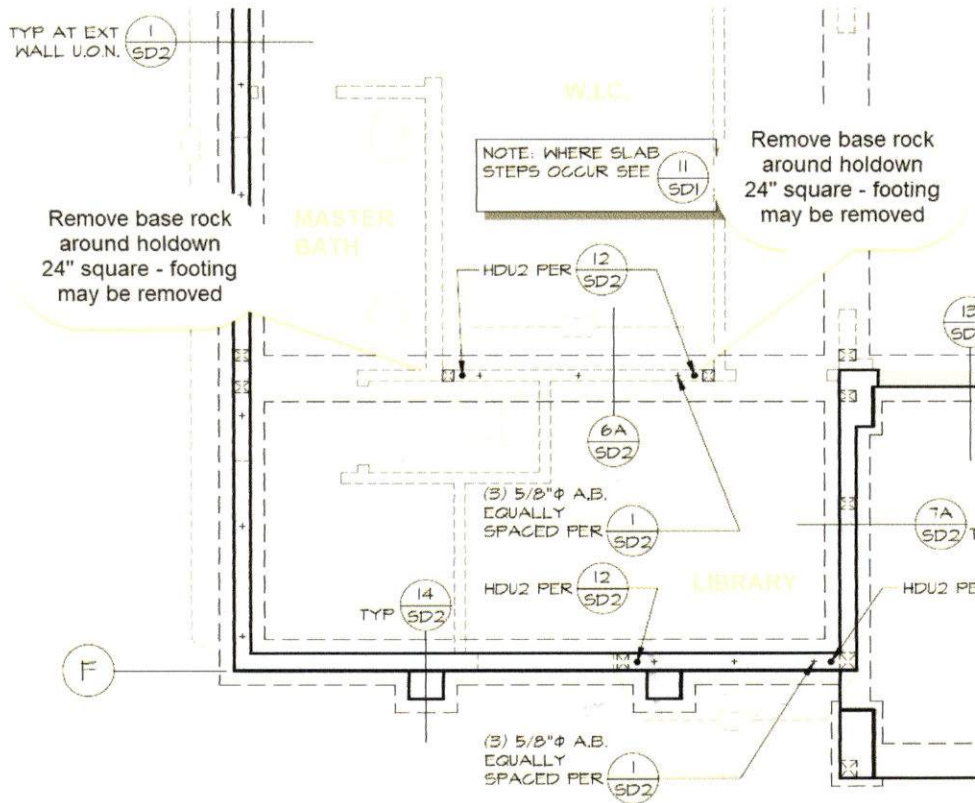 TYP AT EXT
WALL U.O.N.
1
SD2
W.I.C.
NOTE: WHERE SLAB
STEPS OCCUR SEE
11
SD1
Remove base rock
around holdown
24" square - footing
may be removed
Remove base rock
around holdown
24" square - footing
may be removed
MASTER
BATH
HDU2 PER
12
SD2
13
SD
6A
SD2
(3) 5/8"Φ A.B.
EQUALLY
SPACED PER
1
SD2
7A
SD2
T
HDU2 PER
12
SD2
LIBRARY
HDU2 PE
TYP
14
SD2
F
(3) 5/8"Φ A.B.
EQUALLY
SPACED PER
1
SD2